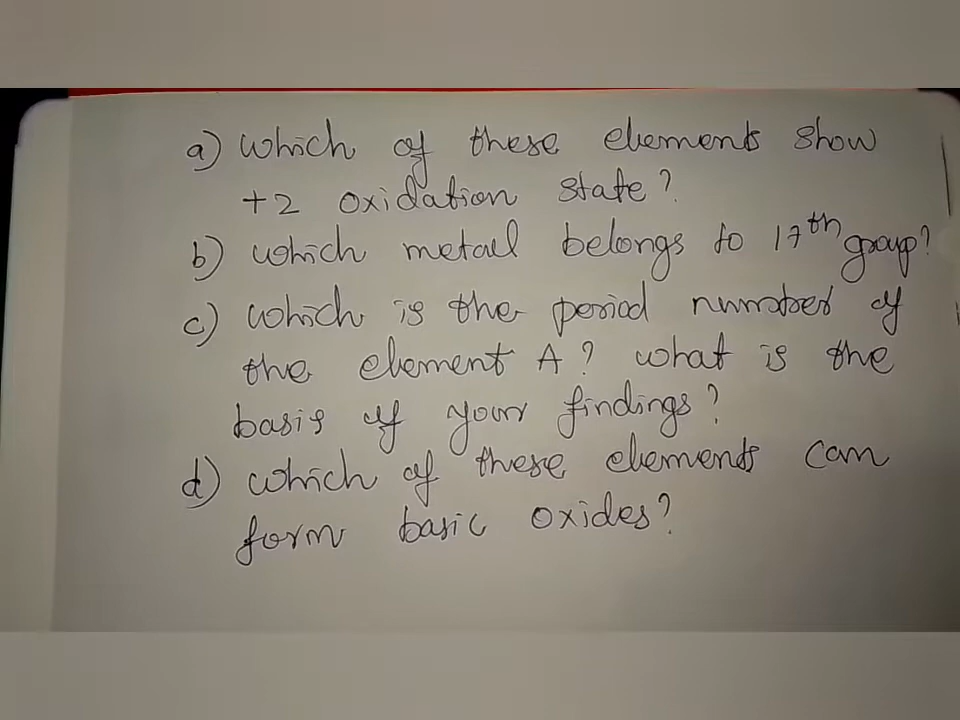 a) which of these elements show
+2 oxidation state?
b) which metal belongs to 17th group?
c) which is the period number of
the element A? what is the
basis of your findings?
d) which of these elements can
form basic oxides?